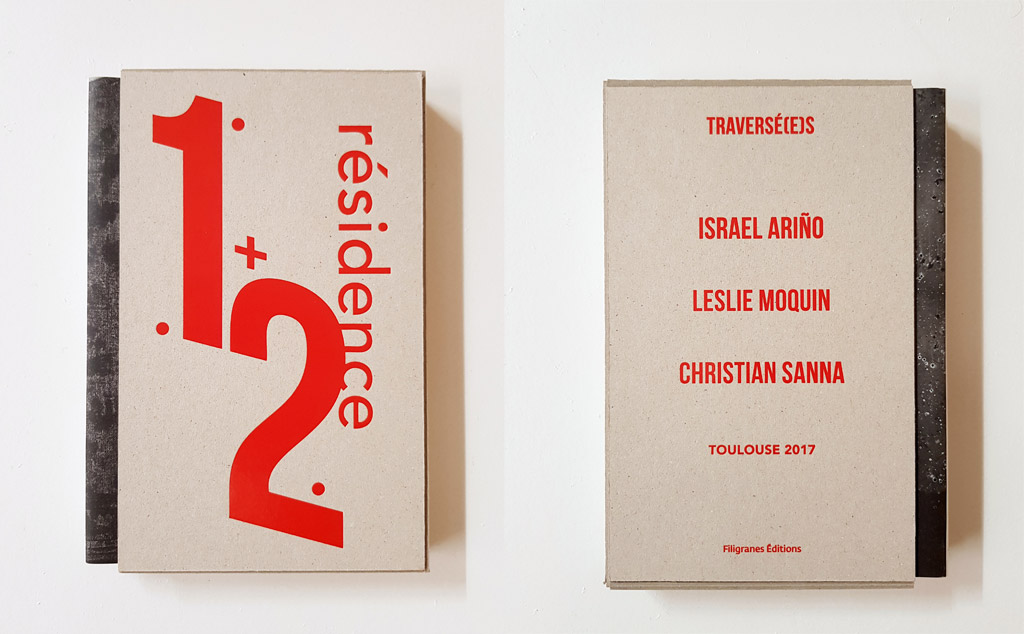 1
+
2
résidence
TRAVERSÉ(E)S
ISRAEL ARIÑO
LESLIE MOQUIN
CHRISTIAN SANNA
TOULOUSE 2017
Filigranes Éditions